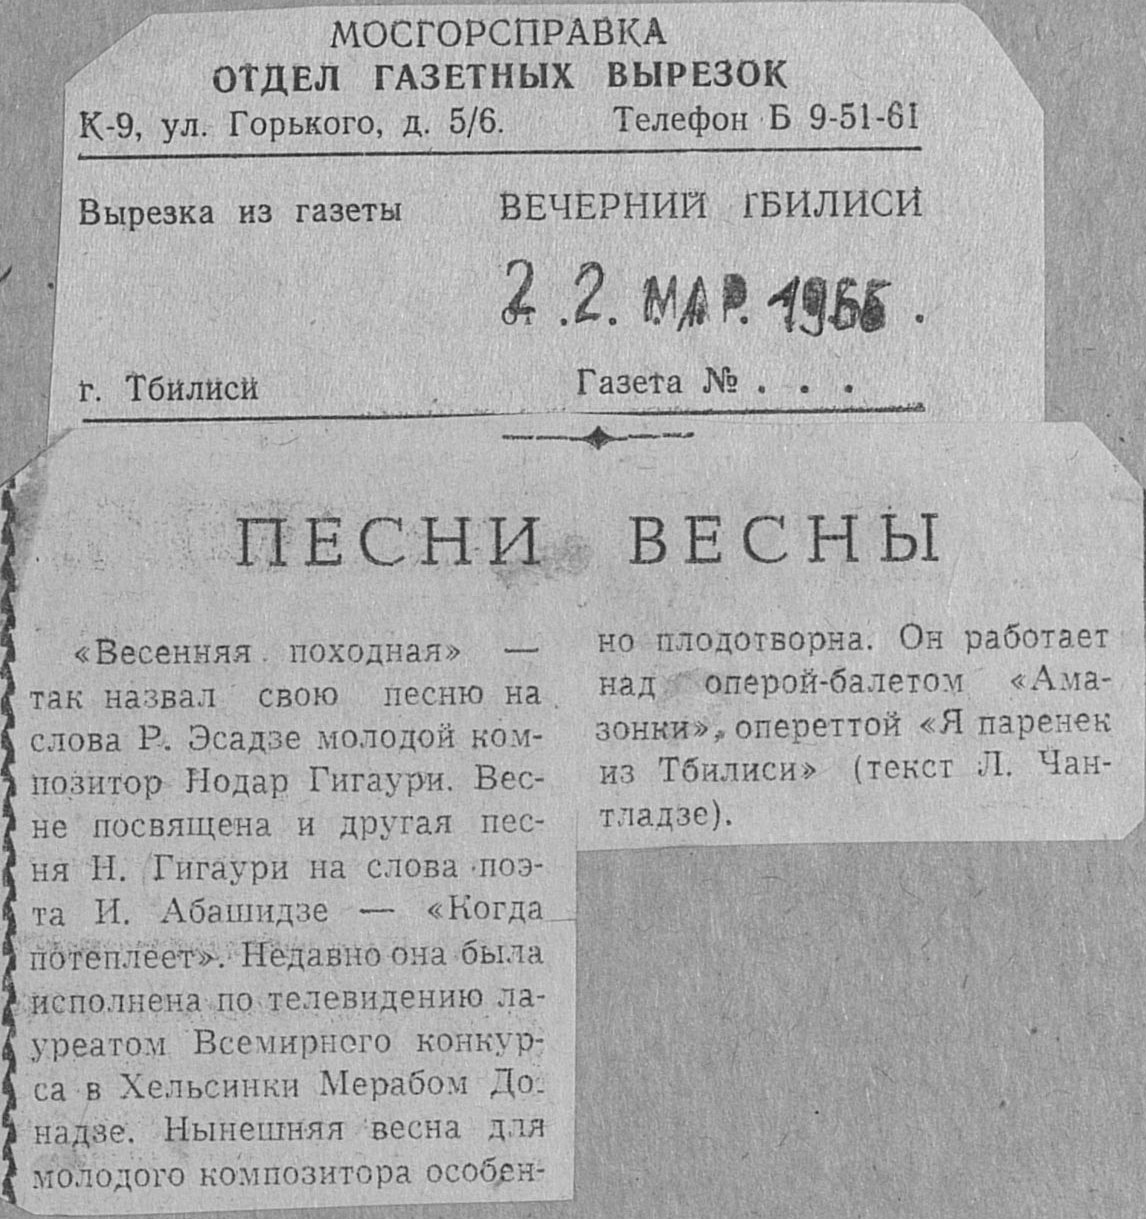 МОСГОРСПРАВКА
ОТДЕЛ ГАЗЕТНЫХ ВЫРЕЗОК
К-9, ул. Горького, д. 5/6. Телефон Б 9-51-61
Вырезка из газеты ВЕЧЕРНИЙ ТБИЛИСИ
от 22. МАР. 1966.
г. Тбилиси Газета № . . .
ПЕСНИ ВЕСНЫ
«Весенняя походная» —
так назвал свою песню на
слова Р. Эсадзе молодой ком-
позитор Нодар Гигаури. Вес-
не посвящена и другая пес-
ня Н. Гигаури на слова поэ-
та И. Абашидзе — «Когда
потеплеет». Недавно она была
исполнена по телевидению ла-
уреатом Всемирного конкур-
са в Хельсинки Мерабом До-
надзе. Нынешняя весна для
молодого композитора особен-
но плодотворна. Он работает
над оперой-балетом «Ама-
зонки», опереттой «Я паренек
из Тбилиси» (текст Л. Чан-
тладзе).